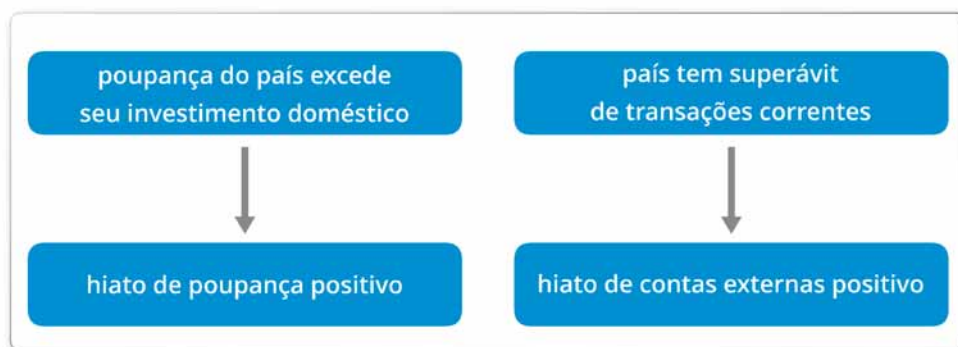 poupança do país excede
seu investimento doméstico
país tem superávit
de transações correntes
hiato de poupança positivo
hiato de contas externas positivo